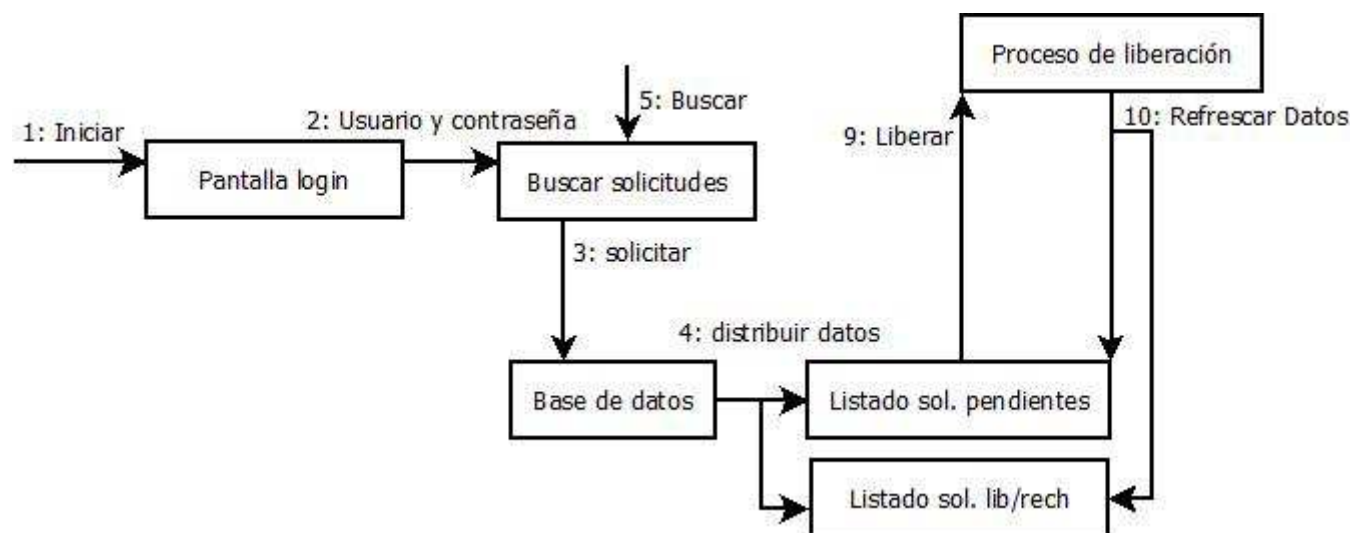 Proceso de liberación
5: Buscar
10: Refrescar Datos
1: Iniciar
2: Usuario y contraseña
9: Liberar
Pantalla login
Buscar solicitudes
3: solicitar
4: distribuir datos
Base de datos
Listado sol. pendientes
Listado sol. lib/rech